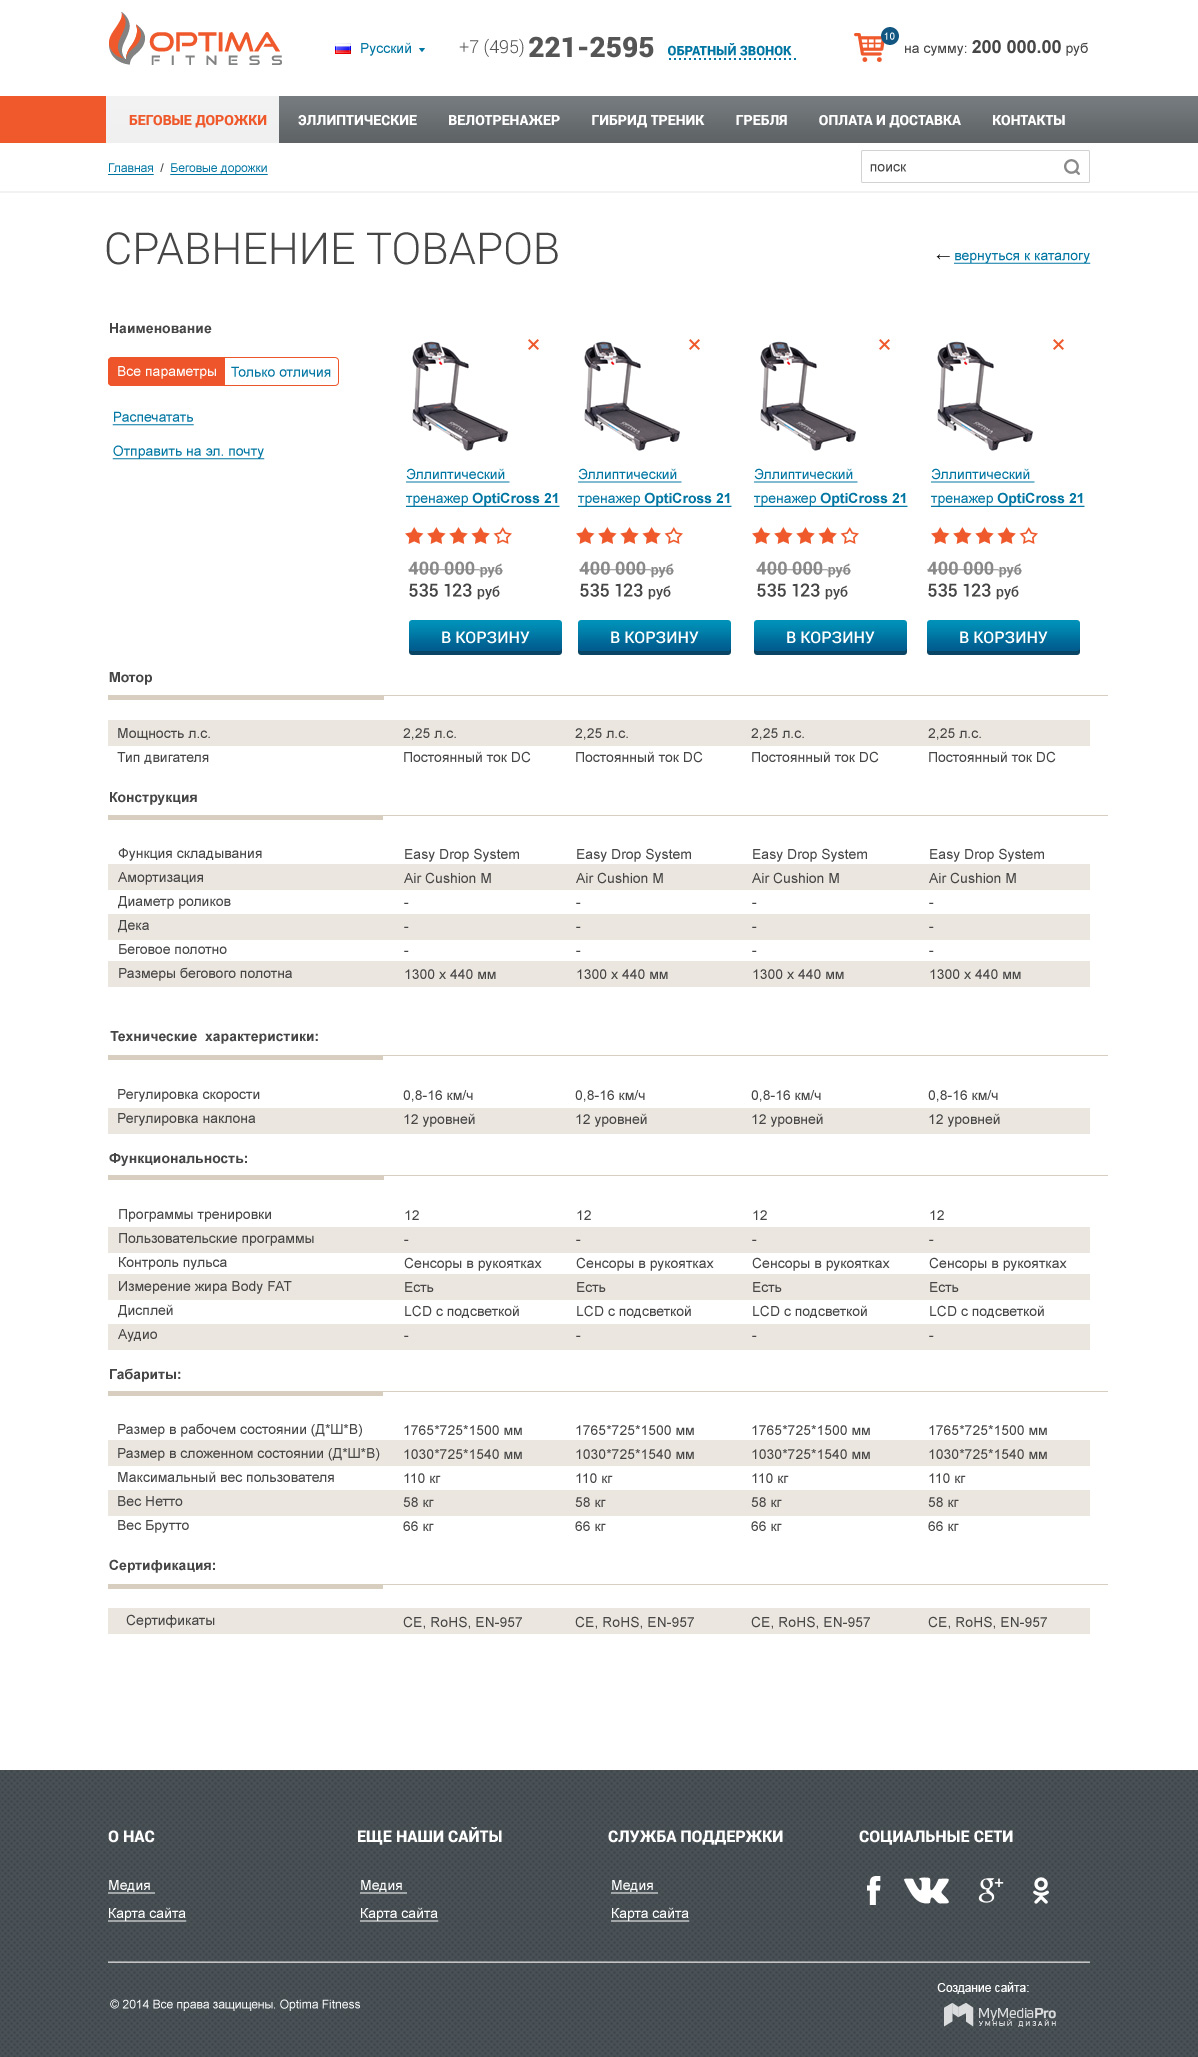 OPTIMA
FITNESS
Русский
+7 (495) 221-2595 ОБРАТНЫЙ ЗВОНОК
10
на сумму: 200 000.00 руб
БЕГОВЫЕ ДОРОЖКИ ЭЛЛИПТИЧЕСКИЕ ВЕЛОТРЕНАЖЕР ГИБРИД ТРЕНИК ГРЕБЛЯ ОПЛАТА И ДОСТАВКА КОНТАКТЫ
Главная / Беговые дорожки
поиск
СРАВНЕНИЕ ТОВАРОВ
← вернуться к каталогу
Наименование
Все параметры Только отличия
Распечатать
Отправить на эл. почту
Эллиптический Эллиптический Эллиптический Эллиптический
тренажер OptiCross 21 тренажер OptiCross 21 тренажер OptiCross 21 тренажер OptiCross 21
400 000 руб 400 000 руб 400 000 руб 400 000 руб
535 123 руб 535 123 руб 535 123 руб 535 123 руб
В КОРЗИНУ В КОРЗИНУ В КОРЗИНУ В КОРЗИНУ
Мотор
Мощность л.с. 2,25 л.с. 2,25 л.с. 2,25 л.с. 2,25 л.с.
Тип двигателя Постоянный ток DC Постоянный ток DC Постоянный ток DC Постоянный ток DC
Конструкция
Функция складывания Easy Drop System Easy Drop System Easy Drop System Easy Drop System
Амортизация Air Cushion M Air Cushion M Air Cushion M Air Cushion M
Диаметр роликов - - - -
Дека - - - -
Беговое полотно - - - -
Размеры бегового полотна 1300 x 440 мм 1300 x 440 мм 1300 x 440 мм 1300 x 440 мм
Технические характеристики:
Регулировка скорости 0,8-16 км/ч 0,8-16 км/ч 0,8-16 км/ч 0,8-16 км/ч
Регулировка наклона 12 уровней 12 уровней 12 уровней 12 уровней
Функциональность:
Программы тренировки 12 12 12 12
Пользовательские программы - - - -
Контроль пульса Сенсоры в рукоятках Сенсоры в рукоятках Сенсоры в рукоятках Сенсоры в рукоятках
Измерение жира Body FAT Есть Есть Есть Есть
Дисплей LCD с подсветкой LCD с подсветкой LCD с подсветкой LCD с подсветкой
Аудио - - - -
Габариты:
Размер в рабочем состоянии (Д*Ш*В) 1765*725*1500 мм 1765*725*1500 мм 1765*725*1500 мм 1765*725*1500 мм
Размер в сложенном состоянии (Д*Ш*В) 1030*725*1540 мм 1030*725*1540 мм 1030*725*1540 мм 1030*725*1540 мм
Максимальный вес пользователя 110 кг 110 кг 110 кг 110 кг
Вес Нетто 58 кг 58 кг 58 кг 58 кг
Вес Брутто 66 кг 66 кг 66 кг 66 кг
Сертификация:
Сертификаты CE, RoHS, EN-957 CE, RoHS, EN-957 CE, RoHS, EN-957 CE, RoHS, EN-957
О НАС ЕЩЕ НАШИ САЙТЫ СЛУЖБА ПОДДЕРЖКИ СОЦИАЛЬНЫЕ СЕТИ
Медия Медия Медия
Карта сайта Карта сайта Карта сайта
© 2014 Все права защищены. Optima Fitness
Создание сайта:
MyMediaPro
УМНЫЙ ДИЗАЙН